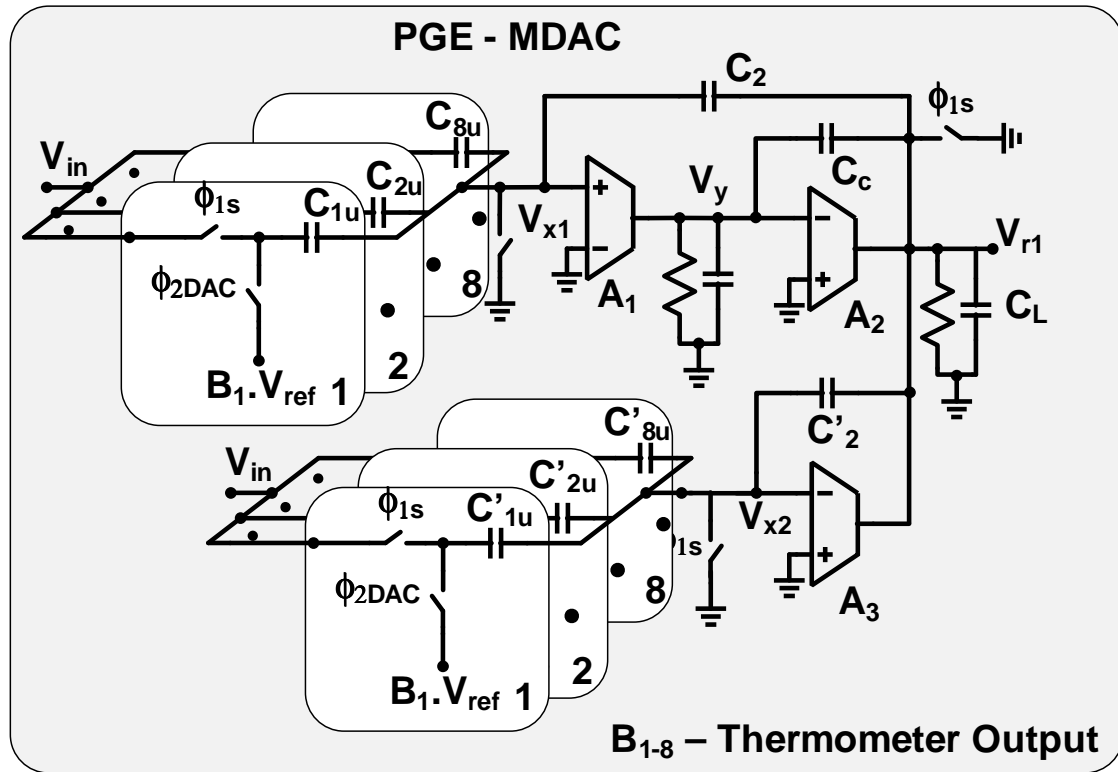 PGE - MDAC
C2
ϕ1s
C8u
Vin
Cc
C2u
Vy
ϕ1s
C1u
Vx1
Vr1
ϕ2DAC
8
A1
A2
CL
2
B1.Vref 1
C'8u
C'2
Vin
C'2u
ϕ1s
C'1u
Vx2
1s
ϕ2DAC
8
A3
2
B1.Vref 1
B1-8 – Thermometer Output